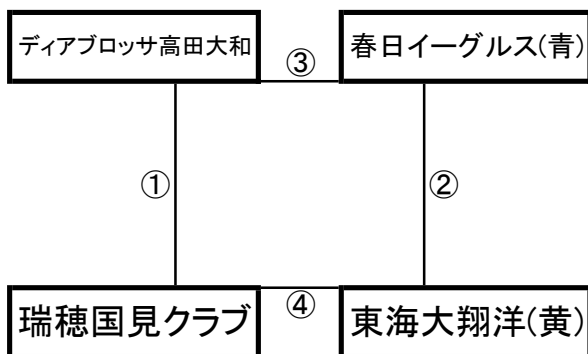 ディアブロッサ高田大和
春日イーグルス(青)
③
①
②
④
瑞穂国見クラブ
東海大翔洋(黄)